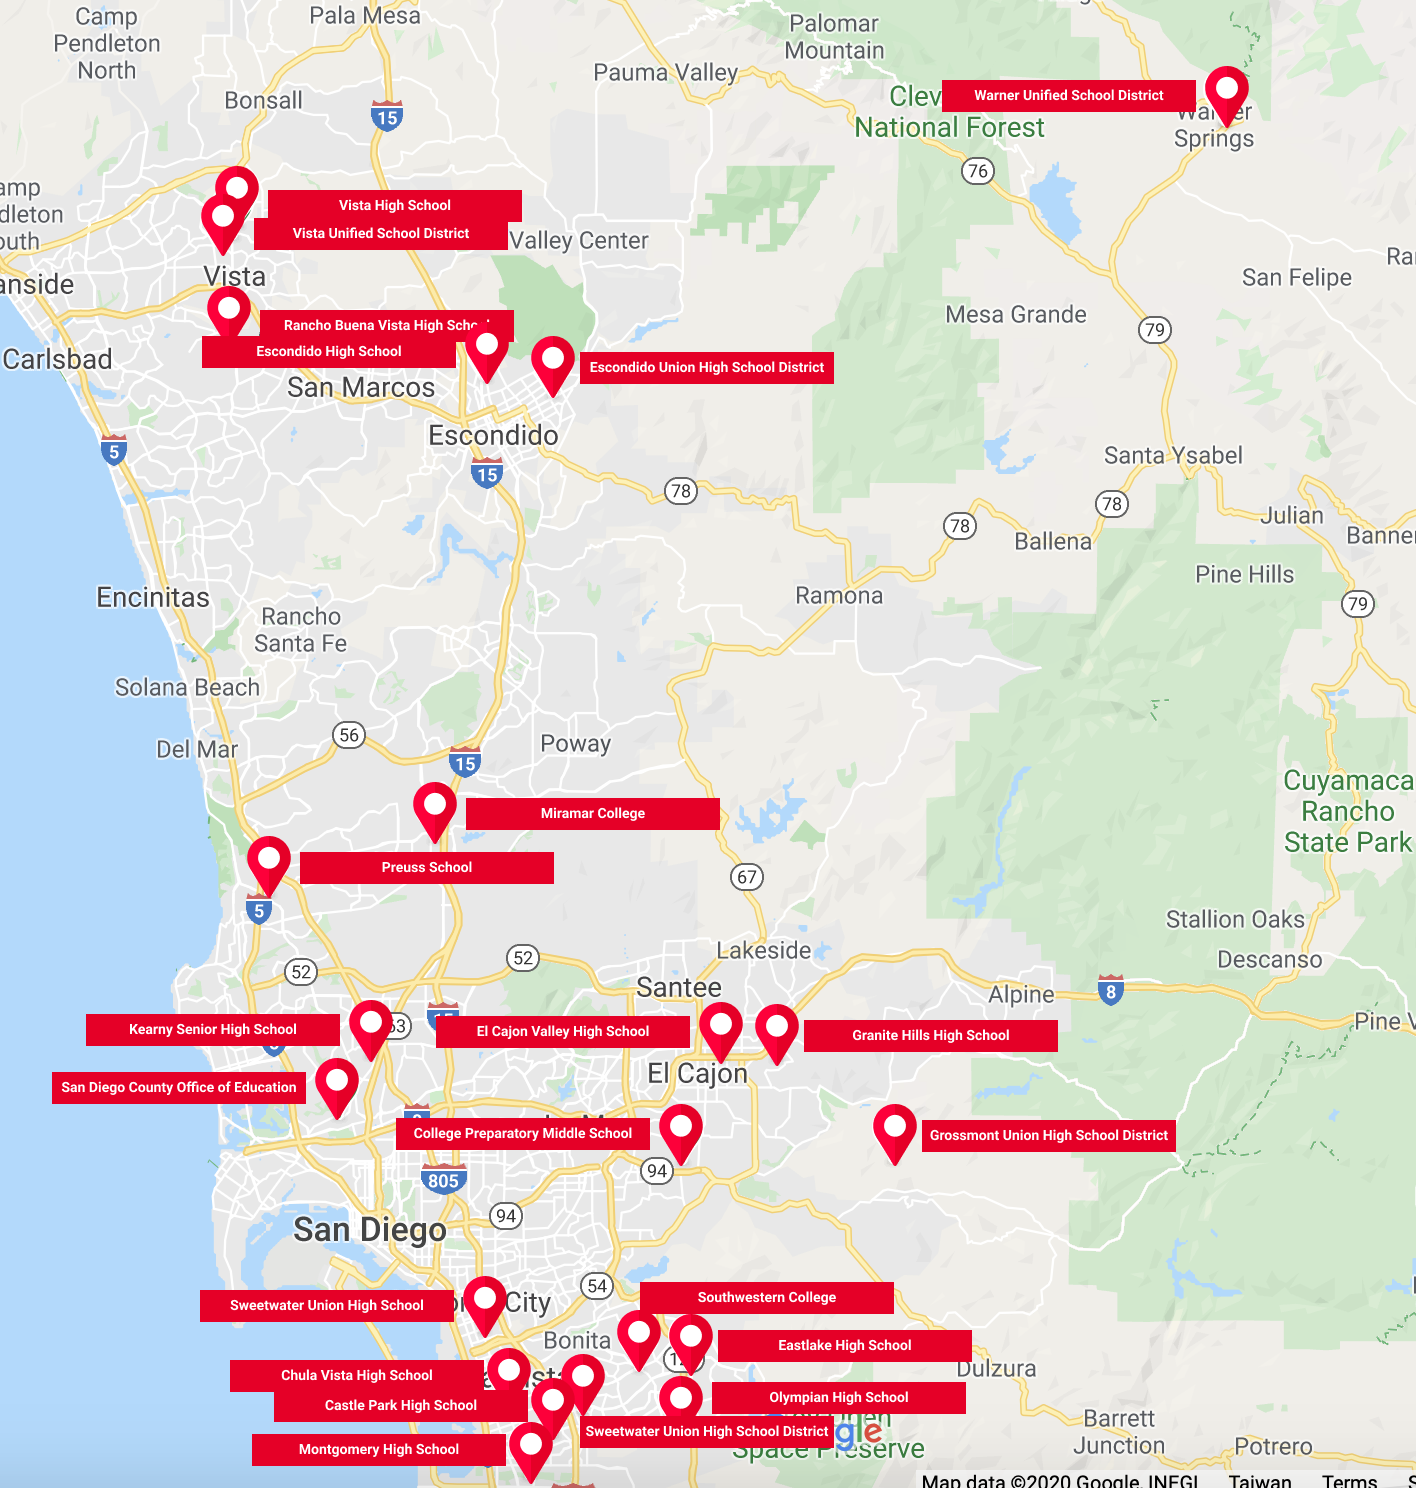 Camp
Pendleton
North
Pala Mesa
Palomar
Mountain
Pauma Valley
Bonsall
15
Clev
National Forest
Warner Unified School District
Springs
76
amp
dleton
outh
Vista High School
Vista Unified School District
Valley Center
Vista
anside
San Felipe
Ra
Mesa Grande
79
Rancho Buena Vista High
Escondido High School
Carlsbad
San Marcos
Escondido Union High School District
Escondido
5
15
78
Santa Ysabel
78
78
Julian
Banne
Ballena
Pine Hills
Encinitas
Ramona
79
Rancho
Santa Fe
Solana Beach
56
Del Mar
Poway
15
Cuyamaca
Rancho
State Park
Miramar College
Preuss School
67
5
Stallion Oaks
Lakeside
52
52
Descanso
Santee
Alpine
8
Pine V
Kearny Senior High School
El Cajon Valley High School
Granite Hills High School
El Cajon
San Diego County Office of Education
College Preparatory Middle School
Grossmont Union High School District
94
805
94
San Diego
54
Sweetwater Union High School
City
Southwestern College
Bonita
Eastlake High School
Dulzura
Chula Vista High School
Olympian High School
Castle Park High School
Sweetwater Union High School District
gle
Space Preserve
Barrett
Junction
Potrero
Montgomery High School
Map data ©2020 Google, INEGI
Taiwan
Terms